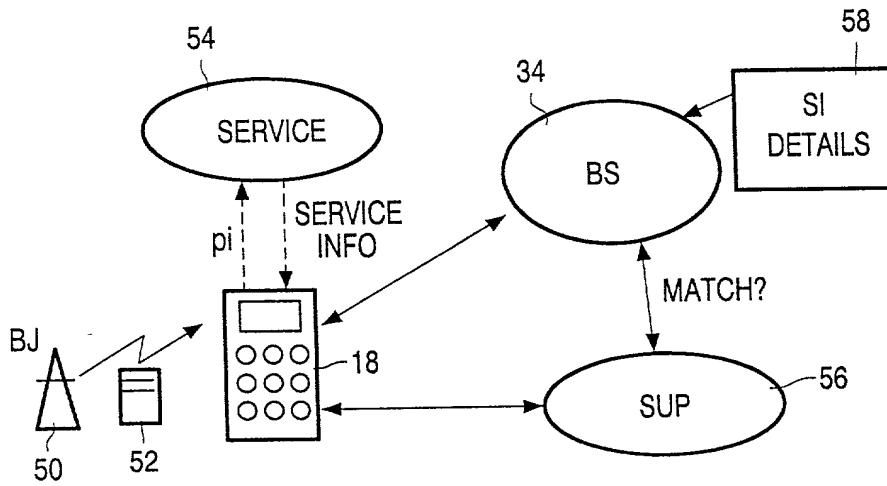 54
SERVICE
pi
SERVICE
INFO
34
BS
58
SI
DETAILS
MATCH?
BJ
18
50
52
SUP
56